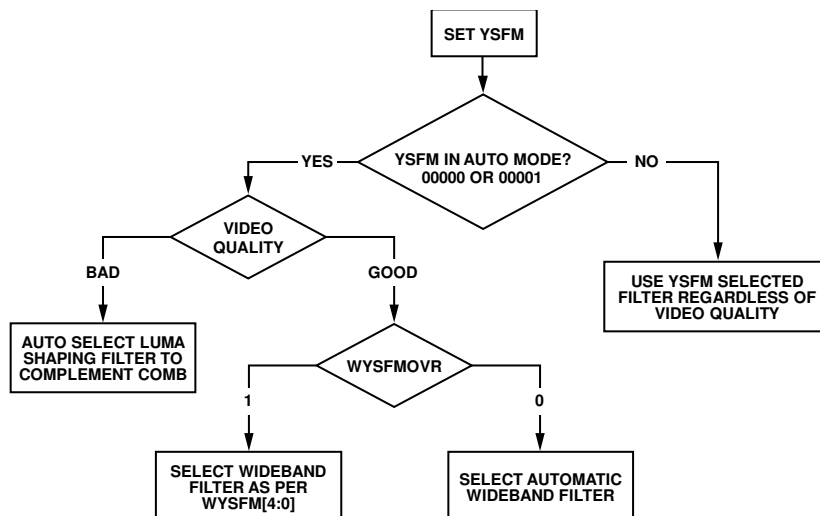 SET YSFM
YSFM IN AUTO MODE?
00000 OR 00001
YES
NO
VIDEO
QUALITY
BAD
GOOD
USE YSFM SELECTED
FILTER REGARDLESS OF
VIDEO QUALITY
AUTO SELECT LUMA
SHAPING FILTER TO
COMPLEMENT COMB
WYSFMOVR
1
0
SELECT WIDEBAND
FILTER AS PER
WYSFM[4:0]
SELECT AUTOMATIC
WIDEBAND FILTER